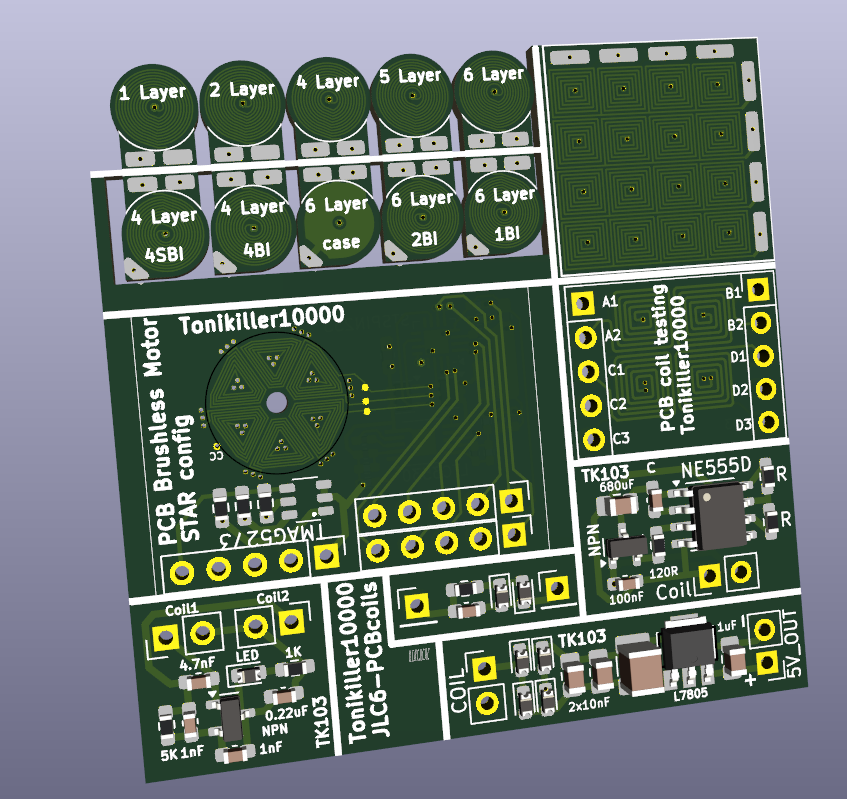 1 Layer
2 Layer
4 Layer
5 Layer
6 Layer
4 Layer
4SBI
4 Layer
4BI
6 Layer
case
6 Layer
2BI
6 Layer
1BI
Tonikiller10000
PCB Brushless Motor
STAR config
CC
TMAG5273
A1
A2
C1
C2
C3
PCB coil testing
Tonikiller10000
B1
B2
D1
D2
D3
TK103
C
NE555D
680uF
R
R
NPN
120R
100nF
Coil
Coil1
Coil2
4.7nF
LED
1K
0.22uF
NPN
5K
1nF
1nF
TK103
Tonikiller10000
JLC6-PCBcoils
COIL
TK103
2x10nF
L7805
1uF
+
5V_OUT